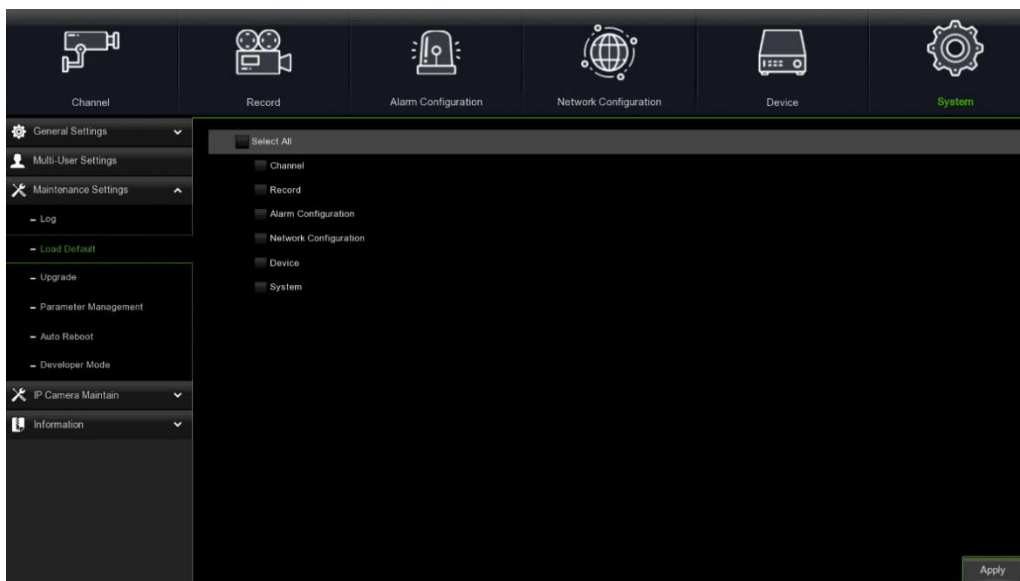 Channel
Record
Alarm Configuration
Network Configuration
Device
System
General Settings
Multi-User Settings
Maintenance Settings
Log
Load Default
Upgrade
Parameter Management
Auto Reboot
Developer Mode
IP Camera Maintain
Information
Select All
Channel
Record
Alarm Configuration
Network Configuration
Device
System
Apply